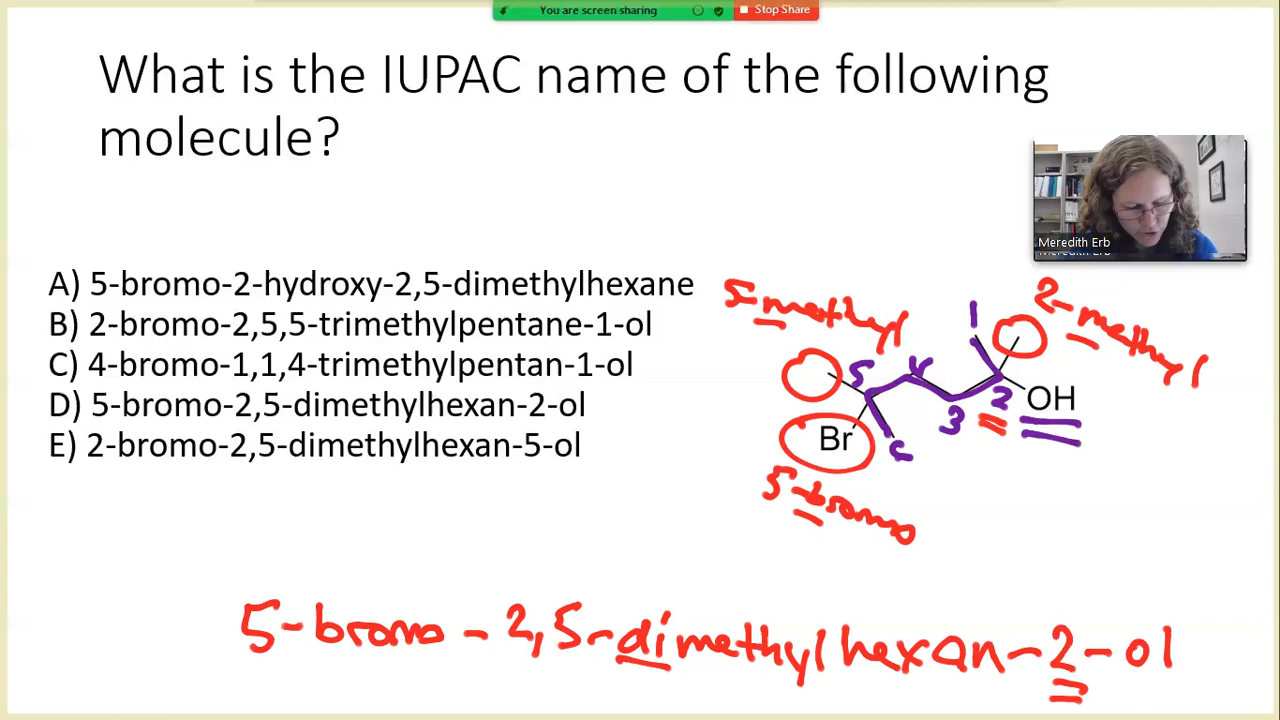 You are screen sharing
Stop Share
What is the IUPAC name of the following
molecule?
Meredith Erb
Meredith Erb
A) 5-bromo-2-hydroxy-2,5-dimethylhexane
B) 2-bromo-2,5,5-trimethylpentane-1-ol
C) 4-bromo-1,1,4-trimethylpentan-1-ol
D) 5-bromo-2,5-dimethylhexan-2-ol
E) 2-bromo-2,5-dimethylhexan-5-ol
5-methyl
2-methyl
1
5
4
3
2
OH
Br
6
5-bromo
5-bromo-2,5-dimethylhexan-2-ol